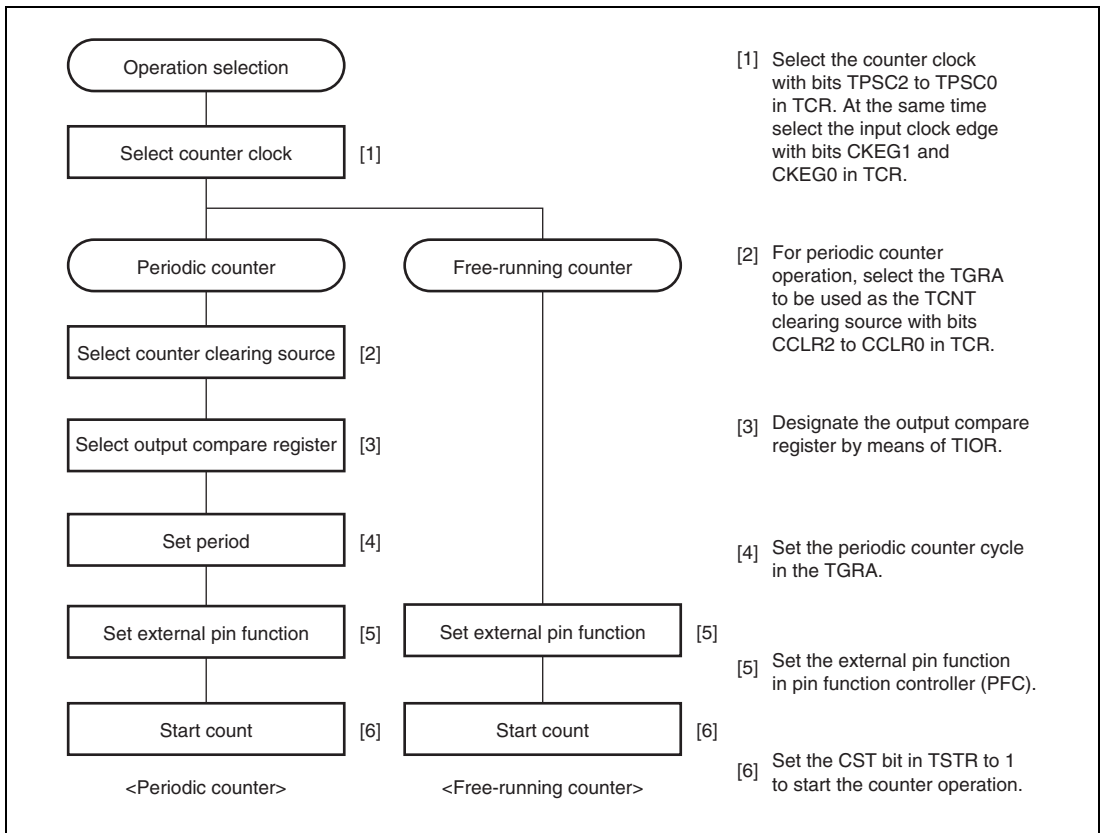 Operation selection
Select counter clock
[1]
Periodic counter
Free-running counter
Select counter clearing source
[2]
Select output compare register
[3]
Set period
[4]
Set external pin function
[5]
Set external pin function
[5]
Start count
[6]
Start count
[6]
<Periodic counter>
<Free-running counter>
[1] Select the counter clock
with bits TPSC2 to TPSC0
in TCR. At the same time
select the input clock edge
with bits CKEG1 and
CKEG0 in TCR.
[2] For periodic counter
operation, select the TGRA
to be used as the TCNT
clearing source with bits
CCLR2 to CCLR0 in TCR.
[3] Designate the output compare
register by means of TIOR.
[4] Set the periodic counter cycle
in the TGRA.
[5] Set the external pin function
in pin function controller (PFC).
[6] Set the CST bit in TSTR to 1
to start the counter operation.